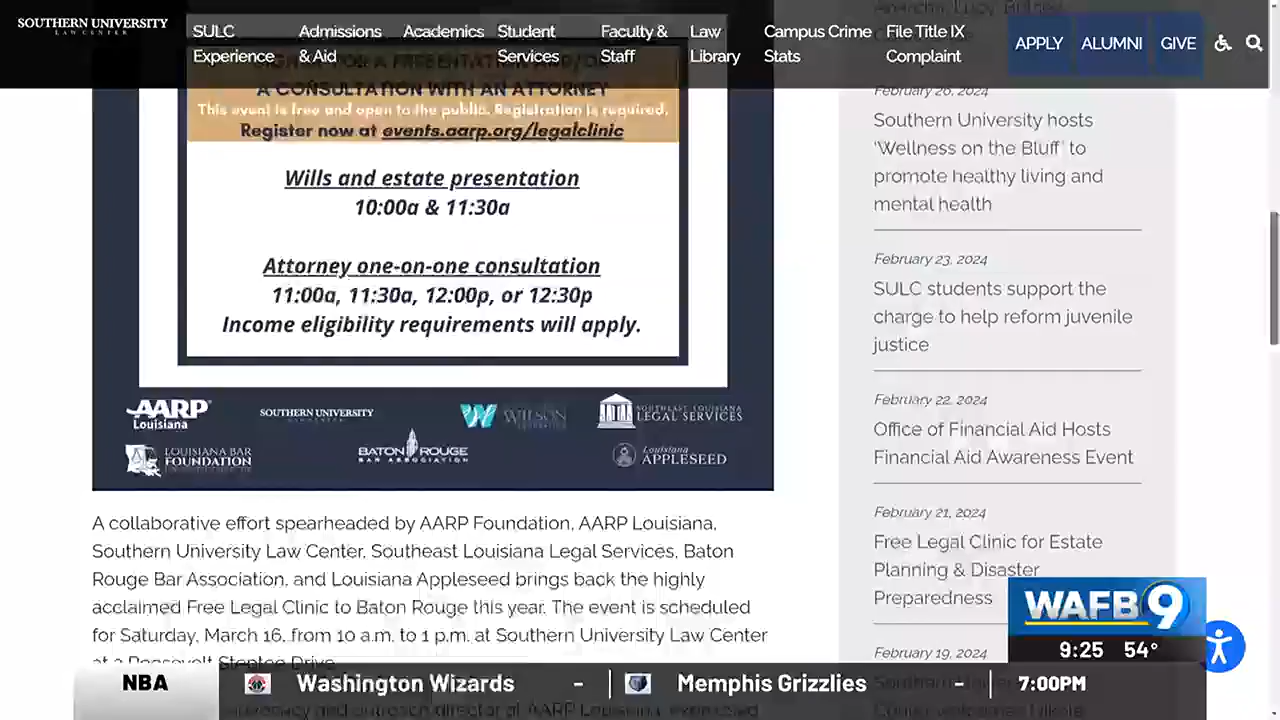 SOUTHERN UNIVERSITY
LAW CENTER
SULC
Experience
Admissions
& Aid
Academics
Student
Services
Faculty &
Staff
Law
Library
Campus Crime
Stats
File Title IX
Complaint
APPLY
ALUMNI
GIVE
A CONSULTATION WITH AN ATTORNEY
This event is free and open to the public. Registration is required.
Register now at events.aarp.org/legalclinic
Wills and estate presentation
10:00a & 11:30a
Attorney one-on-one consultation
11:00a, 11:30a, 12:00p, or 12:30p
Income eligibility requirements will apply.
AARP
Louisiana
SOUTHERN UNIVERSITY
WILSON
SOUTHEAST LOUISIANA
LEGAL SERVICES
LOUISIANA BAR
FOUNDATION
BATON ROUGE
BAR ASSOCIATION
Louisiana
APPLESEED
A collaborative effort spearheaded by AARP Foundation, AARP Louisiana,
Southern University Law Center, Southeast Louisiana Legal Services, Baton
Rouge Bar Association, and Louisiana Appleseed brings back the highly
acclaimed Free Legal Clinic to Baton Rouge this year. The event is scheduled
for Saturday, March 16, from 10 a.m. to 1 p.m. at Southern University Law Center
February 26, 2024
Southern University hosts
‘Wellness on the Bluff’ to
promote healthy living and
mental health
February 23, 2024
SULC students support the
charge to help reform juvenile
justice
February 22, 2024
Office of Financial Aid Hosts
Financial Aid Awareness Event
February 21, 2024
Free Legal Clinic for Estate
Planning & Disaster
Preparedness
February 19, 2024
WAFB 9
9:25 54°
NBA
Washington Wizards -
Memphis Grizzlies -
7:00PM